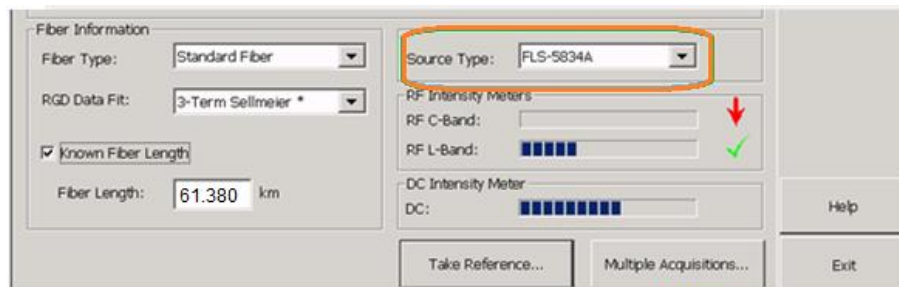 Fiber Information
Fiber Type: Standard Fiber
RGD Data Fit: 3-Term Sellmeier *
Known Fiber Length
Fiber Length: 61.380 km
Source Type: FLS-5834A
RF Intensity Meters
RF C-Band:
RF L-Band:
DC Intensity Meter
DC:
Take Reference...
Multiple Acquisitions...
Help
Exit